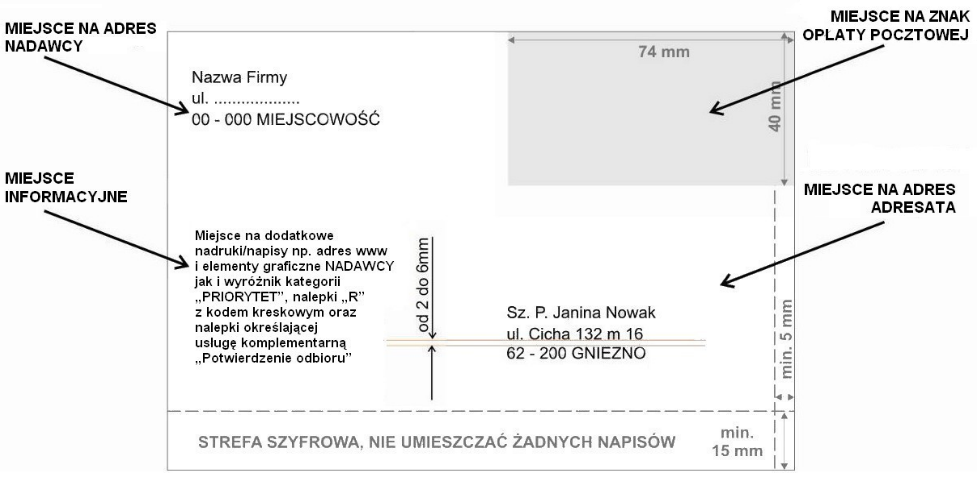 MIEJSCE NA ADRES
NADAWCY
MIEJSCE NA ZNAK
OPLATY POCZTOWEJ
74 mm
40 mm
Nazwa Firmy
ul. ...................
00 - 000 MIEJSCOWOŚĆ
MIEJSCE
INFORMACYJNE
MIEJSCE NA ADRES
ADRESATA
Miejsce na dodatkowe
nadruki/napisy np. adres www
i elementy graficzne NADAWCY
jak i wyróżnik kategorii
„PRIORYTET”, nalepki „R”
z kodem kreskowym oraz
nalepki określającej
usługę komplementarną
„Potwierdzenie odbioru”
od 2 do 6mm
Sz. P. Janina Nowak
ul. Cicha 132 m 16
62 - 200 GNIEZNO
min. 5 mm
STREFA SZYFROWA, NIE UMIESZCZAĆ ŻADNYCH NAPISÓW
min.
15 mm